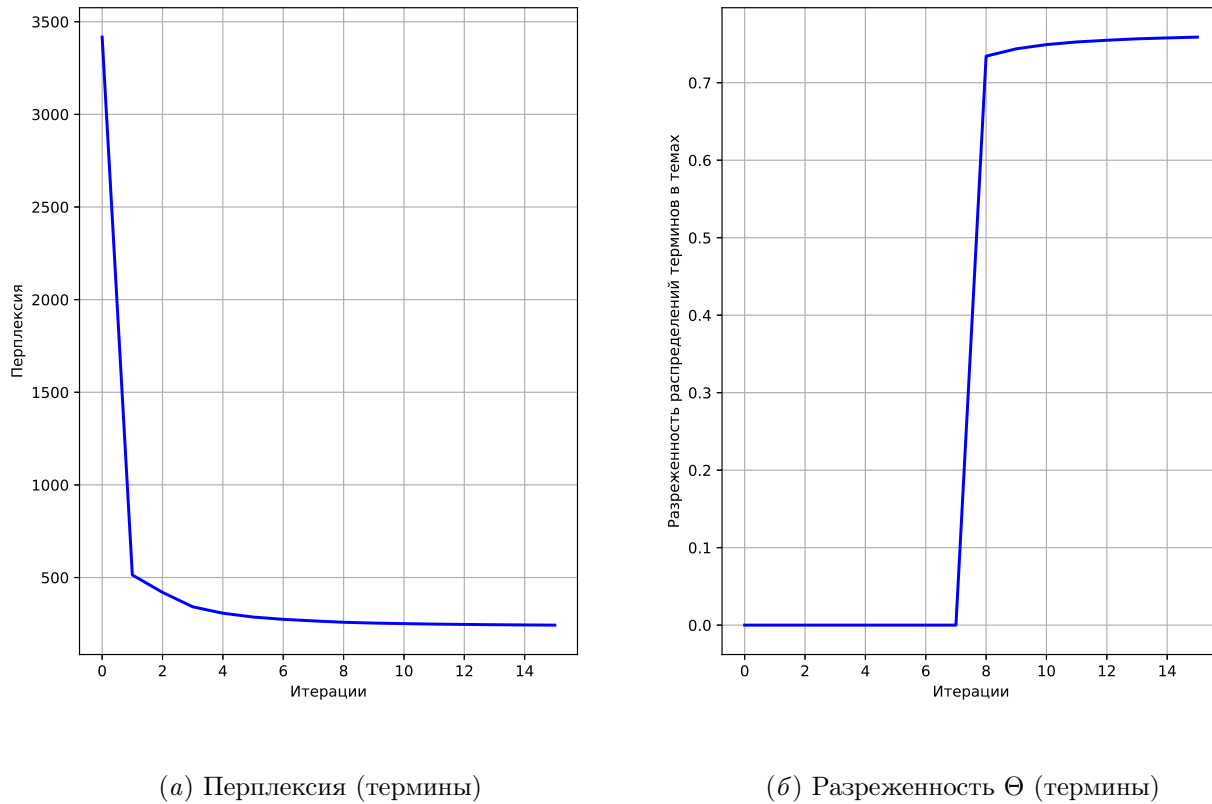 3500
3000
2500
2000
1500
1000
500
Перплексия
0 2 4 6 8 10 12 14
Итерации
0.7
0.6
0.5
0.4
0.3
0.2
0.1
0.0
Разреженность распределений терминов в темах
0 2 4 6 8 10 12 14
Итерации
(а) Перплексия (термины)
(б) Разреженность Θ (термины)